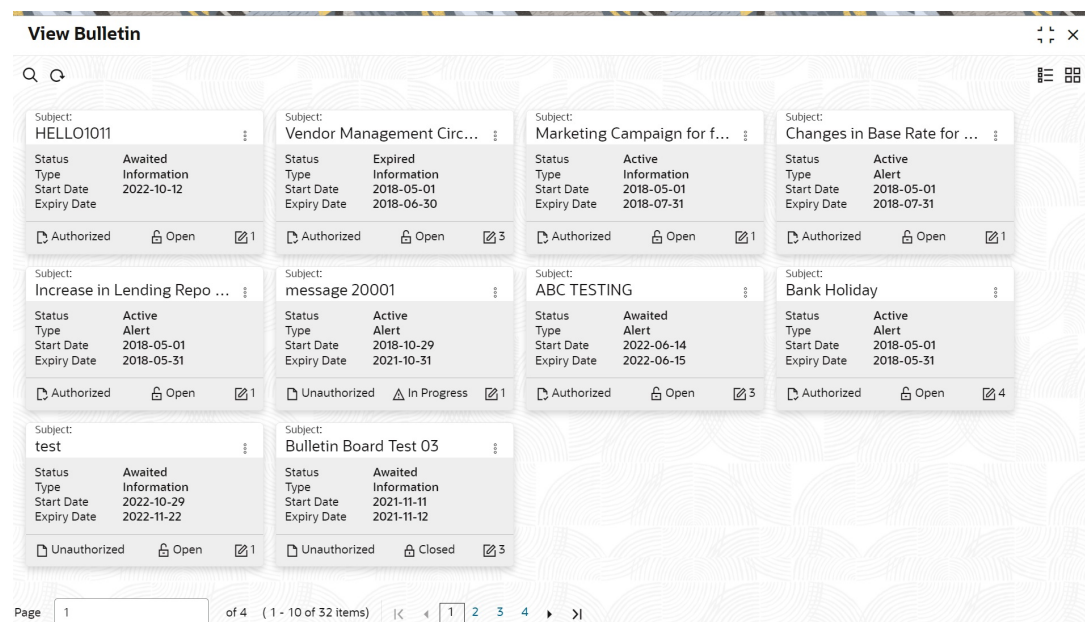 View Bulletin
Subject:
HELLO1011
Status Awaited
Type Information
Start Date 2022-10-12
Expiry Date
Authorized Open 1
Subject:
Vendor Management Circ...
Status Expired
Type Information
Start Date 2018-05-01
Expiry Date 2018-06-30
Authorized Open 3
Subject:
Marketing Campaign for f...
Status Active
Type Information
Start Date 2018-05-01
Expiry Date 2018-07-31
Authorized Open 1
Subject:
Changes in Base Rate for ...
Status Active
Type Alert
Start Date 2018-05-01
Expiry Date 2018-07-31
Authorized Open 1
Subject:
Increase in Lending Repo ...
Status Active
Type Alert
Start Date 2018-05-01
Expiry Date 2018-05-31
Authorized Open 1
Subject:
message 20001
Status Active
Type Alert
Start Date 2018-10-29
Expiry Date 2021-10-31
Unauthorized In Progress 1
Subject:
ABC TESTING
Status Awaited
Type Alert
Start Date 2022-06-14
Expiry Date 2022-06-15
Authorized Open 3
Subject:
Bank Holiday
Status Active
Type Alert
Start Date 2018-05-01
Expiry Date 2018-05-31
Authorized Open 4
Subject:
test
Status Awaited
Type Information
Start Date 2022-10-29
Expiry Date 2022-11-22
Unauthorized Open 1
Subject:
Bulletin Board Test 03
Status Awaited
Type Information
Start Date 2021-11-11
Expiry Date 2021-11-12
Unauthorized Closed 3
Page 1 of 4 (1 - 10 of 32 items) 1 2 3 4